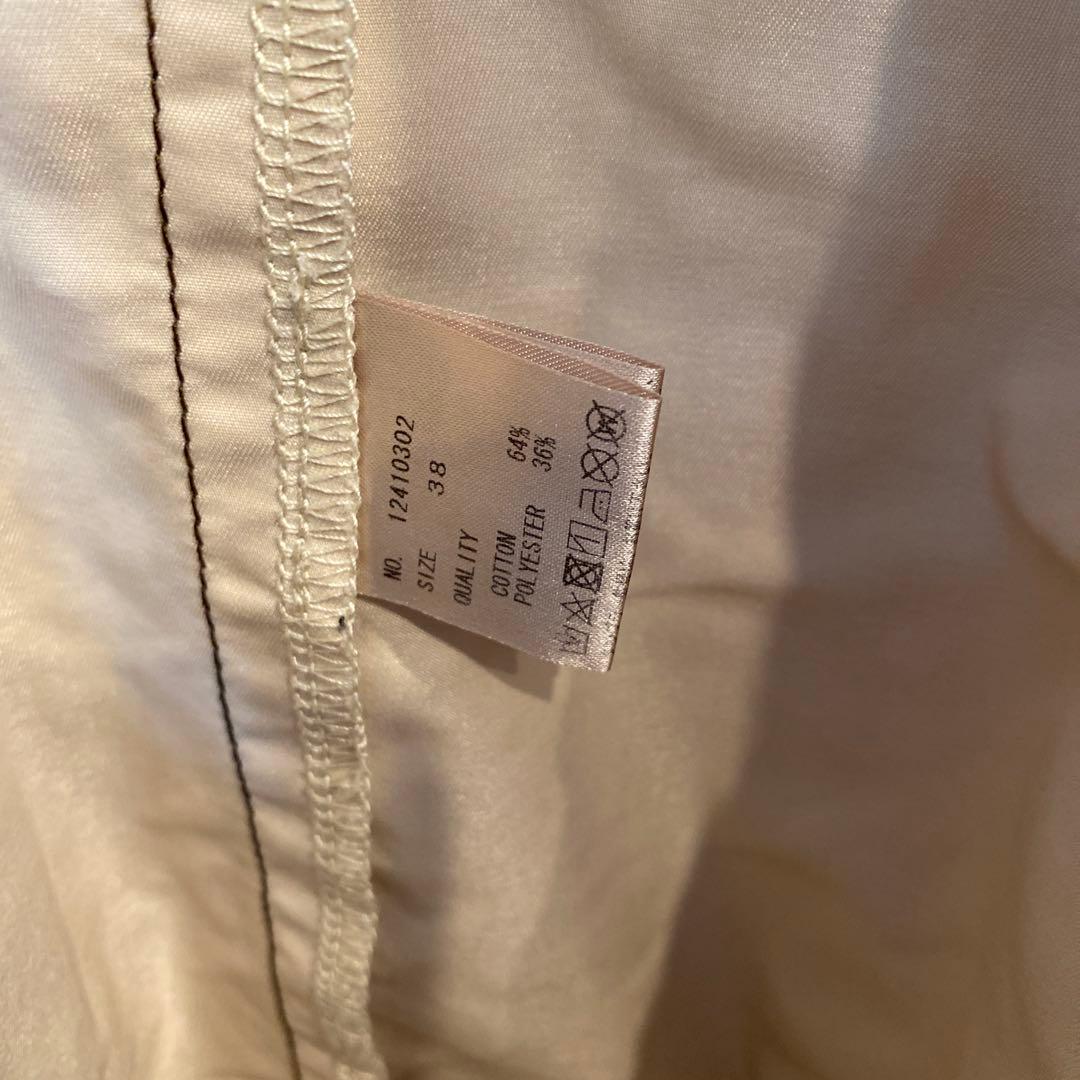 NO. 12410302
SIZE 38
QUALITY
COTTON 64%
POLYESTER 36%